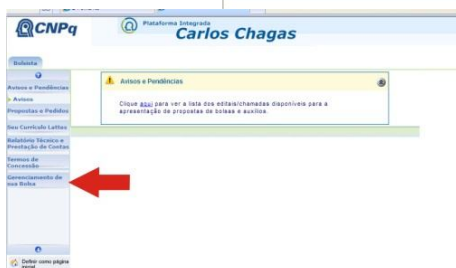 CNPq
Plataforma Integrada
Carlos Chagas
Bolsista
Avisos e Pendências
Avisos
Propostas e Pedidos
Seu Currículo Lattes
Relatório Técnico e
Prestação de Contas
Termos de
Concessão
Gerenciamento de
sua Bolsa
Definir como página
inicial
Avisos e Pendências
Clique aqui para ver a lista dos editais/chamadas disponíveis para a
apresentação de propostas de bolsas e auxílios.